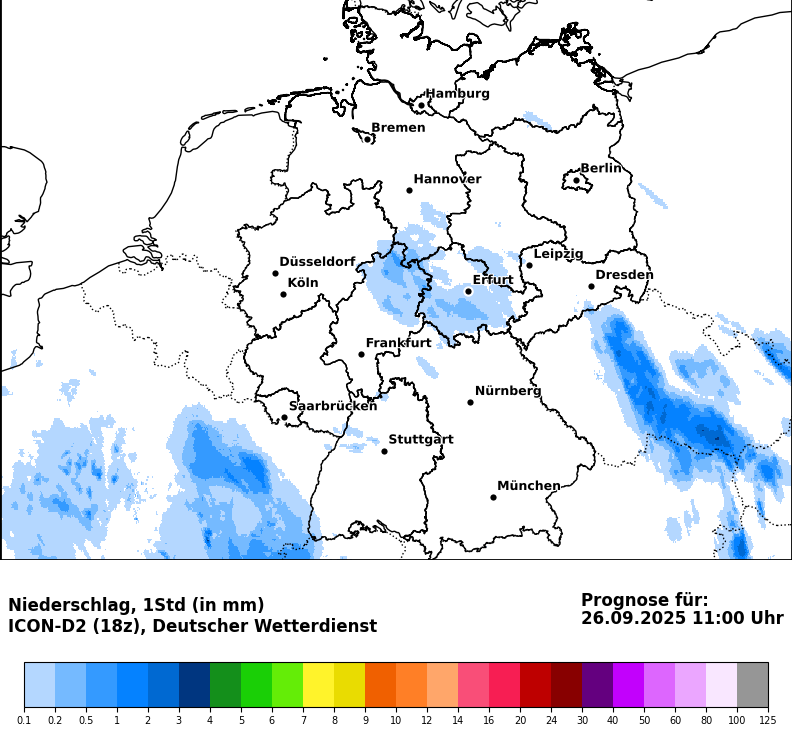 Hamburg
Bremen
Berlin
Hannover
Leipzig
Düsseldorf
Dresden
Köln
Erfurt
Frankfurt
Nürnberg
Saarbrücken
Stuttgart
München
Niederschlag, 1Std (in mm)
ICON-D2 (18z), Deutscher Wetterdienst
Prognose für:
26.09.2025 11:00 Uhr
0.1 0.2 0.5 1 2 3 4 5 6 7 8 9 10 12 14 16 20 24 30 40 50 60 80 100 125